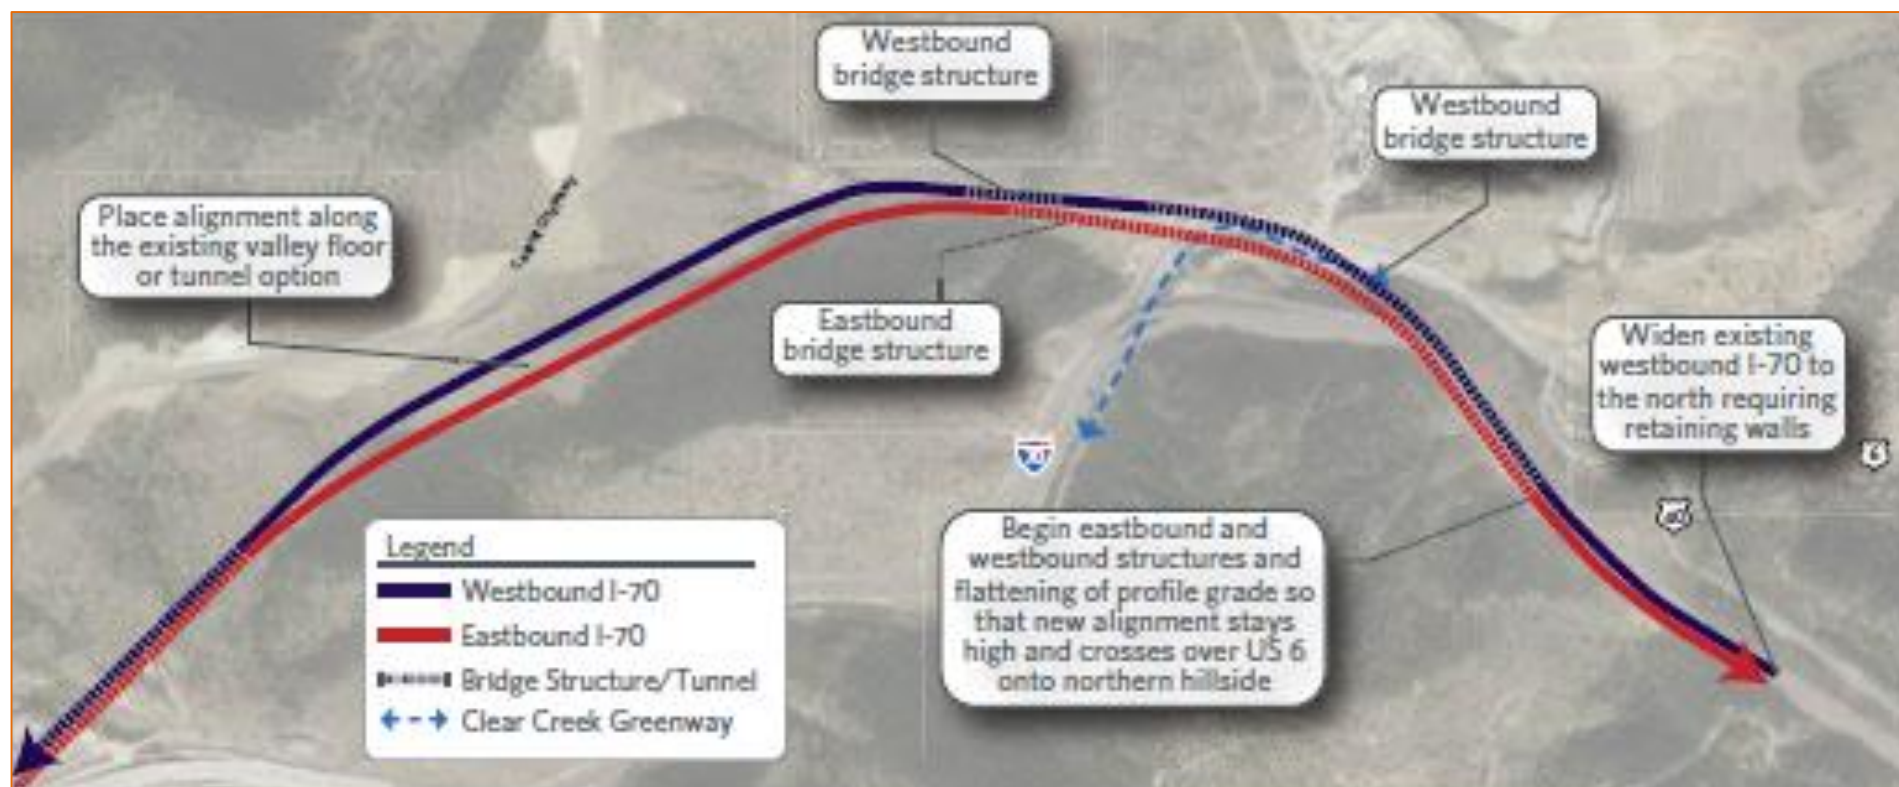 Westbound
bridge structure
Westbound
bridge structure
Place alignment along
the existing valley floor
or tunnel option
Eastbound
bridge structure
Widen existing
westbound I-70 to
the north requiring
retaining walls
6
40
Begin eastbound and
westbound structures and
flattening of profile grade so
that new alignment stays
high and crosses over US 6
onto northern hillside
Legend
Westbound I-70
Eastbound I-70
Bridge Structure/Tunnel
Clear Creek Greenway